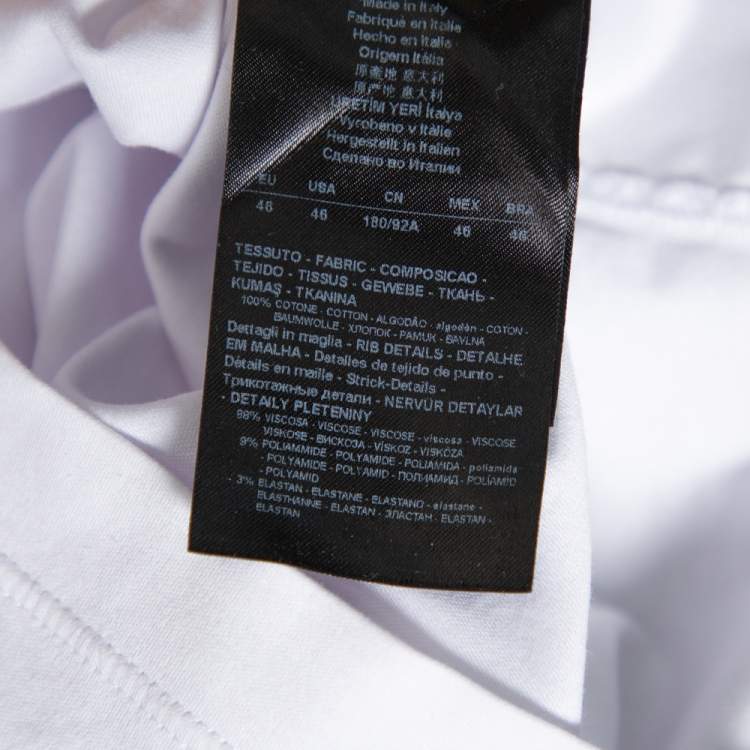 Made in Italy
Fabriqué en Italie
Hecho en Italia
Origem Itália
原產地 意大利
原产地 意大利
ÜRETİM YERİ İtalya
Vyrobeno v Itálie
Hergestellt in Italien
Сделано во Италии
EU USA CN MEX BRA
46 46 180/92A 46 46
TESSUTO - FABRIC - COMPOSICAO -
TEJIDO - TISSUS - GEWEBE - ТКАНЬ -
KUMAŞ - TKANINA
100% COTONE - COTTON - ALGODÃO - algodón - COTON -
BAUMWOLLE - ХЛОПОК - PAMUK - BAVLNA
Dettagli in maglia - RIB DETAILS - DETALHE
EM MALHA - Detalles de tejido de punto -
Détails en maille - Strick-Details -
Трикотажные детали - NERVÜR DETAYLAR
- DETAILY PLETENINY
88% VISCOSA - VISCOSE - VISCOSE - viscosa - VISCOSE
VISKOSE - ВИСКОЗА - VİSKOZ - VISKÓZA
9% POLIAMMIDE - POLYAMIDE - POLIAMIDA - poliamida
- POLYAMIDE - POLYAMID - ПОЛИАМИД - POLİAMİD
- POLYAMID
3% ELASTAN - ELASTANE - ELASTANO - elastane -
ELASTHANNE - ELASTAN - ЭЛАСТАН - ELASTAN -
ELASTAN